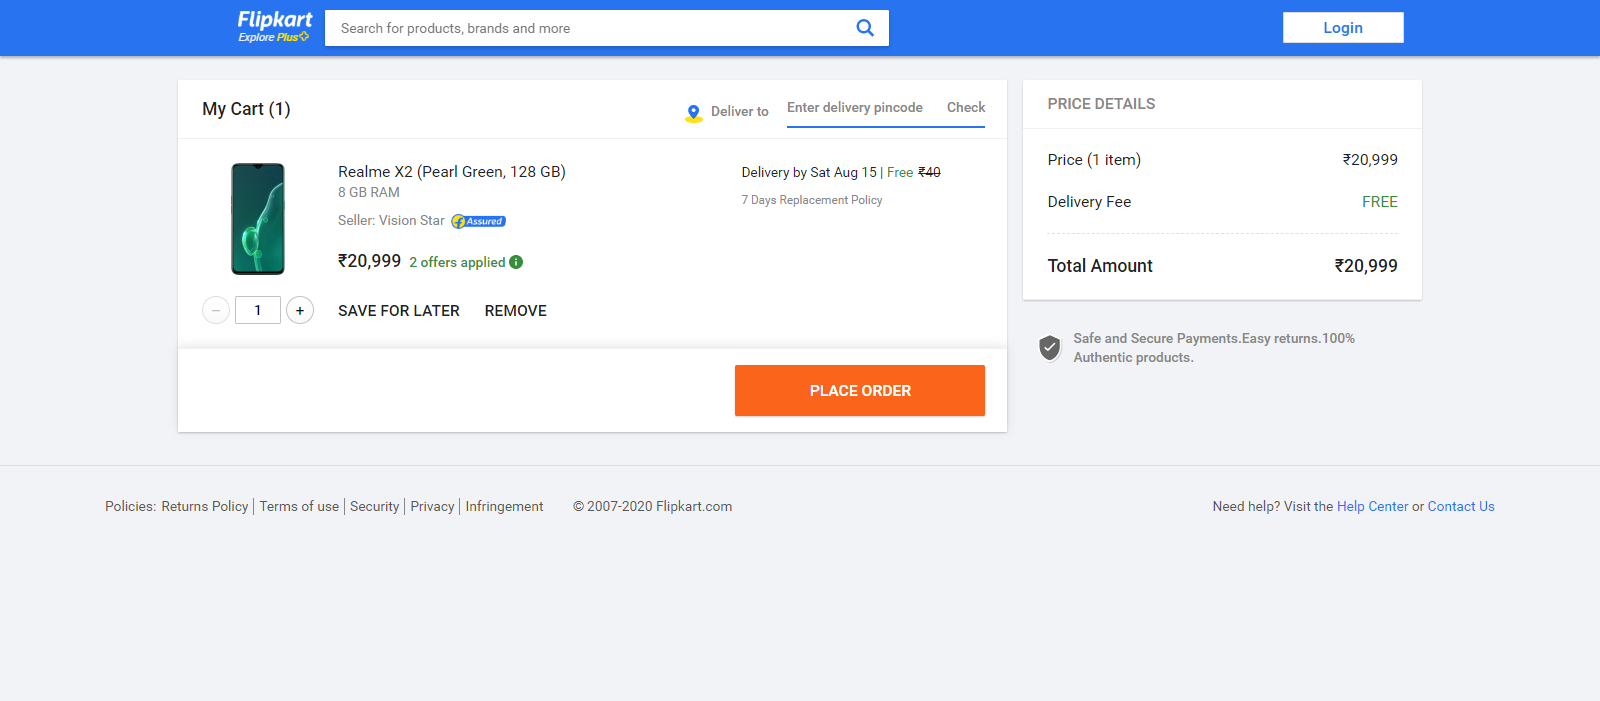 Flipkart
Explore Plus
Search for products, brands and more
Login
My Cart (1)
Deliver to
Enter delivery pincode
Check
Realme X2 (Pearl Green, 128 GB)
8 GB RAM
Seller: Vision Star
Assured
₹20,999 2 offers applied
Delivery by Sat Aug 15 | Free ₹40
7 Days Replacement Policy
− 1 +
SAVE FOR LATER
REMOVE
PLACE ORDER
PRICE DETAILS
Price (1 item) ₹20,999
Delivery Fee FREE
Total Amount ₹20,999
Safe and Secure Payments.Easy returns.100%
Authentic products.
Policies: Returns Policy | Terms of use | Security | Privacy | Infringement © 2007-2020 Flipkart.com
Need help? Visit the Help Center or Contact Us